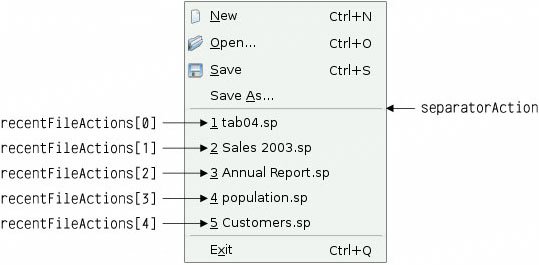 New Ctrl+N
Open... Ctrl+O
Save Ctrl+S
Save As...
separatorAction
recentFileActions[0] 1 tab04.sp
recentFileActions[1] 2 Sales 2003.sp
recentFileActions[2] 3 Annual Report.sp
recentFileActions[3] 4 population.sp
recentFileActions[4] 5 Customers.sp
Exit Ctrl+Q